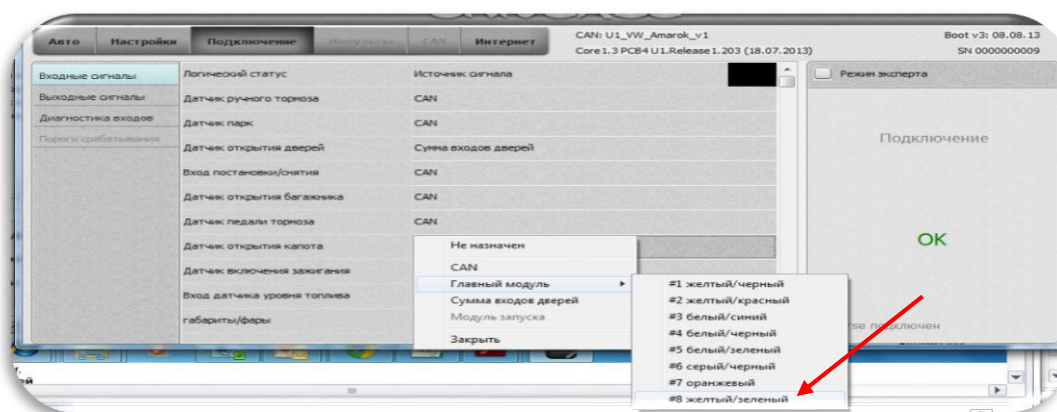 Авто Настройки Подключение Импульсы CAN Интернет
CAN: U1_VW_Amarok_v1
Core1.3 PCB4 U1.Release1.203 (18.07.2013)
Boot v3: 08.08.13
SN 0000000009
Входные сигналы
Выходные сигналы
Диагностика входов
Пороги срабатывания
Логический статус Источник сигнала
Датчик ручного тормоза CAN
Датчик парк CAN
Датчик открытия дверей Сумма входов дверей
Вход постановки/снятия CAN
Датчик открытия багажника CAN
Датчик педали тормоза CAN
Датчик открытия капота
Датчик включения зажигания
Вход датчика уровня топлива
габариты/фары
Не назначен
CAN
Главный модуль
Сумма входов дверей
Модуль запуска
Закрыть
#1 желтый/черный
#2 желтый/красный
#3 белый/синий
#4 белый/черный
#5 белый/зеленый
#6 серый/черный
#7 оранжевый
#8 желтый/зеленый
Режим эксперта
Подключение
OK
подключен